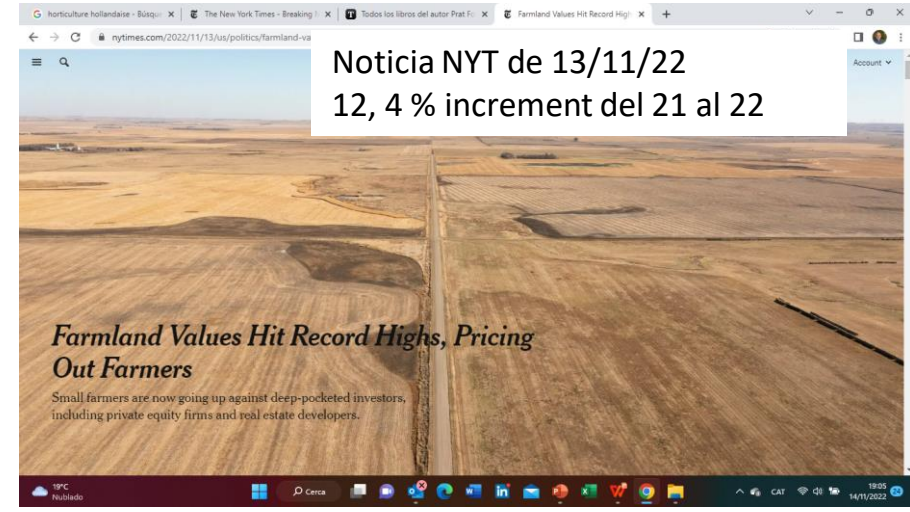 horticulture hollandaise - Búsqu
The New York Times - Breaking
Todos los libros del autor Prat Fo
Farmland Values Hit Record High
nytimes.com/2022/11/13/us/politics/farmland-va
Noticia NYT de 13/11/22
12, 4 % increment del 21 al 22
Account
Farmland Values Hit Record Highs, Pricing
Out Farmers
Small farmers are now going up against deep-pocketed investors,
including private equity firms and real estate developers.
19°C
Nublado
Cerca
CAT
19:05
14/11/2022